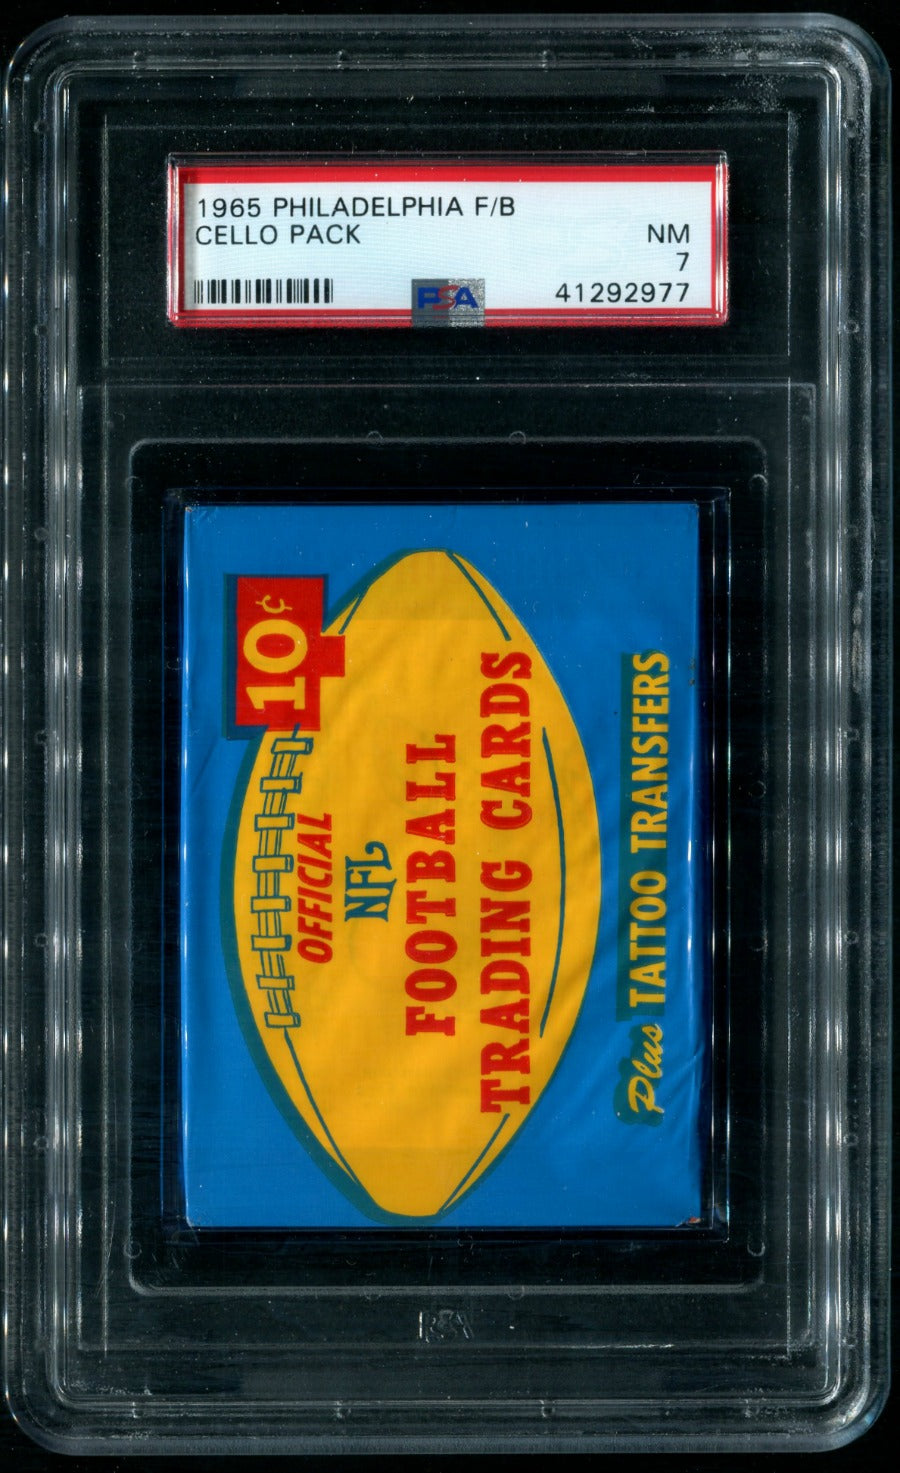 1965 PHILADELPHIA F/B
CELLO PACK
NM
7
PSA
41292977
10¢
OFFICIAL
NFL
FOOTBALL
TRADING CARDS
Plus TATTOO TRANSFERS
PSA